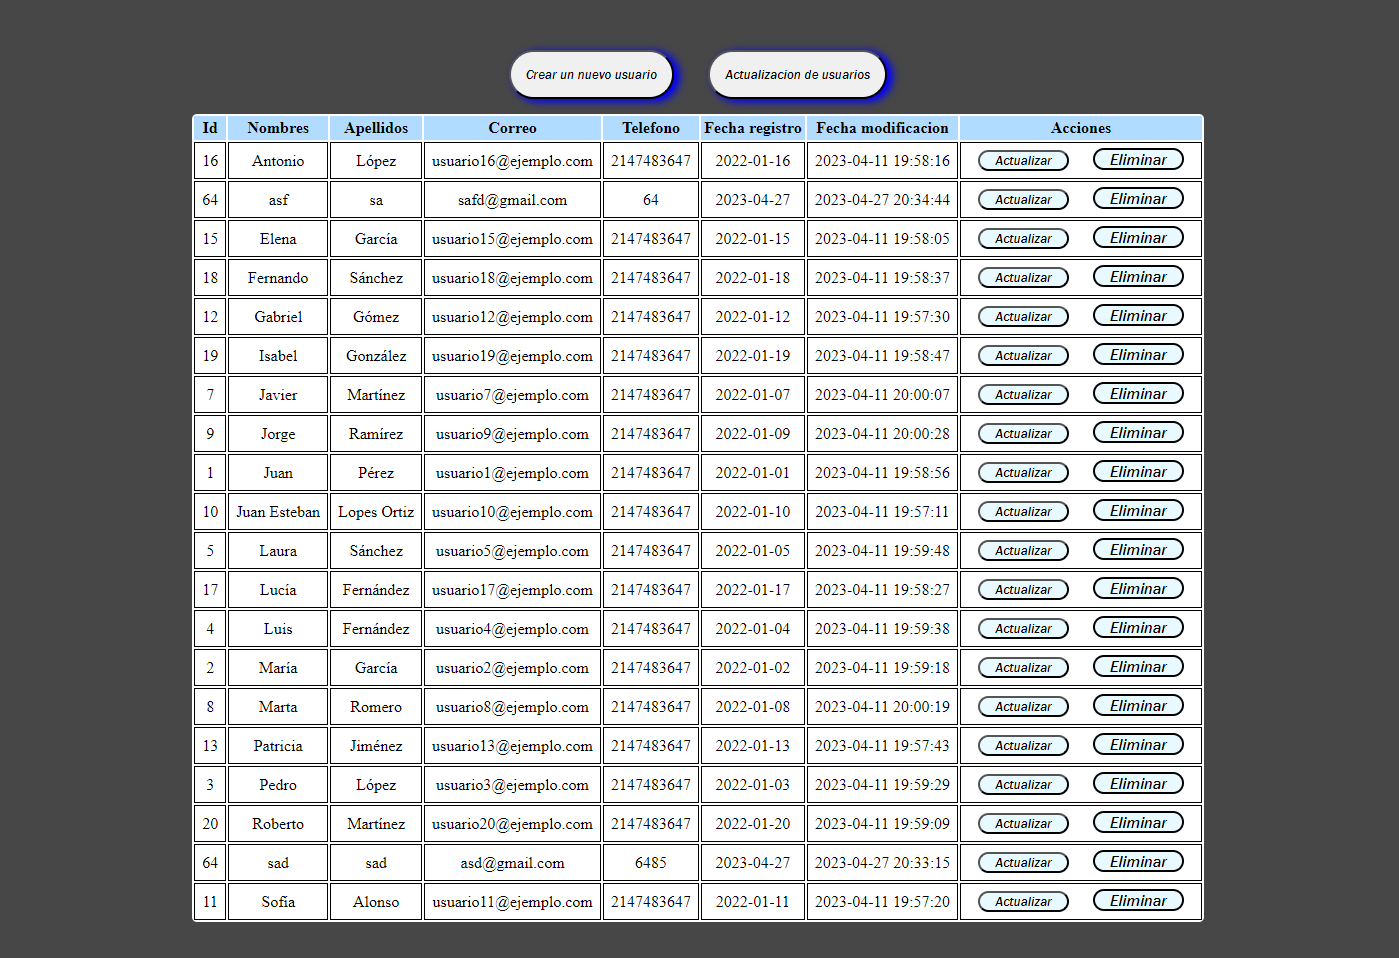 Crear un nuevo usuario Actualizacion de usuarios
Id Nombres Apellidos Correo Telefono Fecha registro Fecha modificacion Acciones
16 Antonio López usuario16@ejemplo.com 2147483647 2022-01-16 2023-04-11 19:58:16 Actualizar Eliminar
64 asf sa safd@gmail.com 64 2023-04-27 2023-04-27 20:34:44 Actualizar Eliminar
15 Elena García usuario15@ejemplo.com 2147483647 2022-01-15 2023-04-11 19:58:05 Actualizar Eliminar
18 Fernando Sánchez usuario18@ejemplo.com 2147483647 2022-01-18 2023-04-11 19:58:37 Actualizar Eliminar
12 Gabriel Gómez usuario12@ejemplo.com 2147483647 2022-01-12 2023-04-11 19:57:30 Actualizar Eliminar
19 Isabel González usuario19@ejemplo.com 2147483647 2022-01-19 2023-04-11 19:58:47 Actualizar Eliminar
7 Javier Martínez usuario7@ejemplo.com 2147483647 2022-01-07 2023-04-11 20:00:07 Actualizar Eliminar
9 Jorge Ramírez usuario9@ejemplo.com 2147483647 2022-01-09 2023-04-11 20:00:28 Actualizar Eliminar
1 Juan Pérez usuario1@ejemplo.com 2147483647 2022-01-01 2023-04-11 19:58:56 Actualizar Eliminar
10 Juan Esteban Lopes Ortiz usuario10@ejemplo.com 2147483647 2022-01-10 2023-04-11 19:57:11 Actualizar Eliminar
5 Laura Sánchez usuario5@ejemplo.com 2147483647 2022-01-05 2023-04-11 19:59:48 Actualizar Eliminar
17 Lucía Fernández usuario17@ejemplo.com 2147483647 2022-01-17 2023-04-11 19:58:27 Actualizar Eliminar
4 Luis Fernández usuario4@ejemplo.com 2147483647 2022-01-04 2023-04-11 19:59:38 Actualizar Eliminar
2 María García usuario2@ejemplo.com 2147483647 2022-01-02 2023-04-11 19:59:18 Actualizar Eliminar
8 Marta Romero usuario8@ejemplo.com 2147483647 2022-01-08 2023-04-11 20:00:19 Actualizar Eliminar
13 Patricia Jiménez usuario13@ejemplo.com 2147483647 2022-01-13 2023-04-11 19:57:43 Actualizar Eliminar
3 Pedro López usuario3@ejemplo.com 2147483647 2022-01-03 2023-04-11 19:59:29 Actualizar Eliminar
20 Roberto Martínez usuario20@ejemplo.com 2147483647 2022-01-20 2023-04-11 19:59:09 Actualizar Eliminar
64 sad sad asd@gmail.com 6485 2023-04-27 2023-04-27 20:33:15 Actualizar Eliminar
11 Sofía Alonso usuario11@ejemplo.com 2147483647 2022-01-11 2023-04-11 19:57:20 Actualizar Eliminar